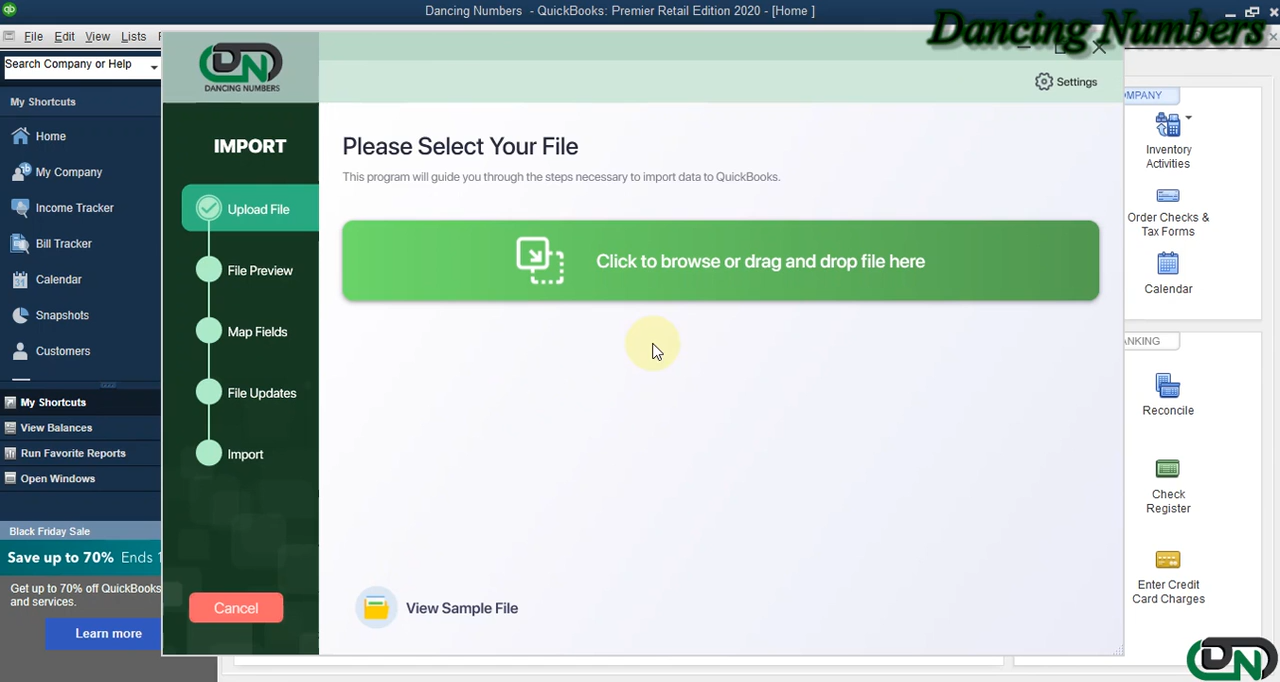 Dancing Numbers - QuickBooks: Premier Retail Edition 2020 - [Home ]
Dancing Numbers
File Edit View Lists
Search Company or Help
My Shortcuts
Home
My Company
Income Tracker
Bill Tracker
Calendar
Snapshots
Customers
My Shortcuts
View Balances
Run Favorite Reports
Open Windows
Black Friday Sale
Save up to 70% Ends 1
Get up to 70% off QuickBooks
and services.
Learn more
DN
DANCING NUMBERS
Settings
IMPORT
Upload File
File Preview
Map Fields
File Updates
Import
Cancel
Please Select Your File
This program will guide you through the steps necessary to import data to QuickBooks.
Click to browse or drag and drop file here
View Sample File
OMPANY
Inventory
Activities
Order Checks &
Tax Forms
Calendar
ANKING
Reconcile
Check
Register
Enter Credit
Card Charges
DN